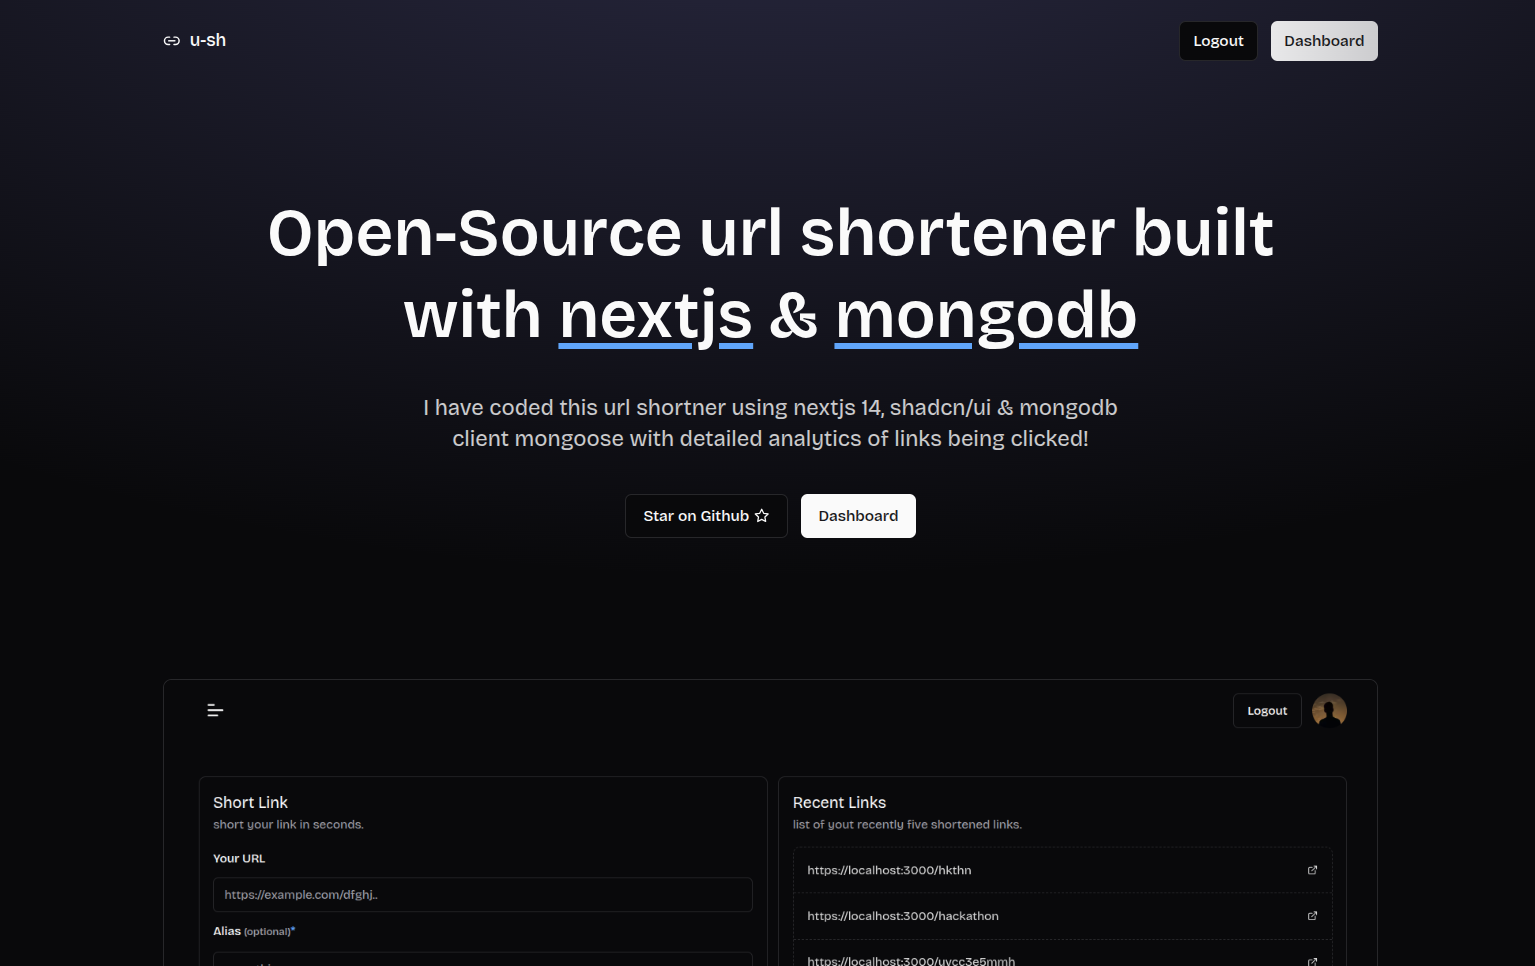 u-sh
Logout
Dashboard
Open-Source url shortener built
with nextjs & mongodb
I have coded this url shortner using nextjs 14, shadcn/ui & mongodb
client mongoose with detailed analytics of links being clicked!
Star on Github
Dashboard
Logout
Short Link
short your link in seconds.
Your URL
https://example.com/dfghj..
Alias (optional)*
Recent Links
list of yout recently five shortened links.
https://localhost:3000/hkthn
https://localhost:3000/hackathon
https://localhost:3000/uvcc3e5mmh